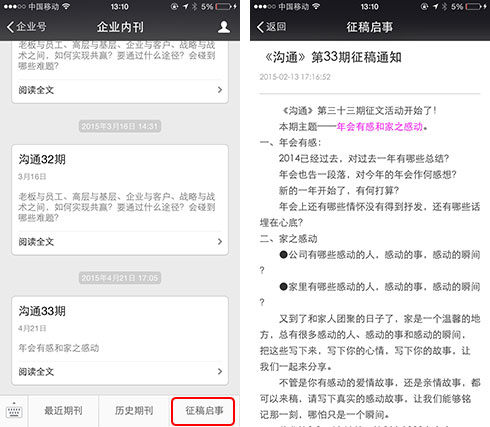 中国移动 13:10 5%
企业号 企业内刊
老板与员工、高层与基层、企业与客户、战略与战
术之间，如何实现共赢？要通过什么途径？会碰到
哪些难题？
阅读全文
2015年3月16日 14:31
沟通32期
3月16日
老板与员工、高层与基层、企业与客户、战略与战
术之间，如何实现共赢？要通过什么途径？会碰到
哪些难题？
阅读全文
2015年4月21日 17:05
沟通33期
4月21日
年会有感和家之感动
阅读全文
最近期刊 历史期刊 征稿启事
中国移动 13:10 5%
返回 征稿启事
《沟通》第33期征稿通知
2015-02-13 17:16:52
《沟通》第三十三期征文活动开始了！
本期主题——年会有感和家之感动。
一、年会有感：
2014已经过去，对过去一年有哪些总结？
年会也告一段落，对今年的年会作何感想？
新的一年开始了，有何打算？
年会上还有哪些情怀没有得到抒发，还有哪些话
埋在心底？
二、家之感动
●公司有哪些感动的人，感动的事，感动的瞬间
？
●家里有哪些感动的人，感动的事，感动的瞬间
？
又到了和家人团聚的日子了，家是一个温馨的地
方，总有很多感动的人、感动的事和感动的瞬间，
把这些写下来，写下你的心情，写下你的故事，让
我们一起来分享。
不管是你有感动的爱情故事，还是亲情故事，都
可以来稿，请写下真实的感动故事，让我们能够铭
记那一刻，哪怕只是一个瞬间。